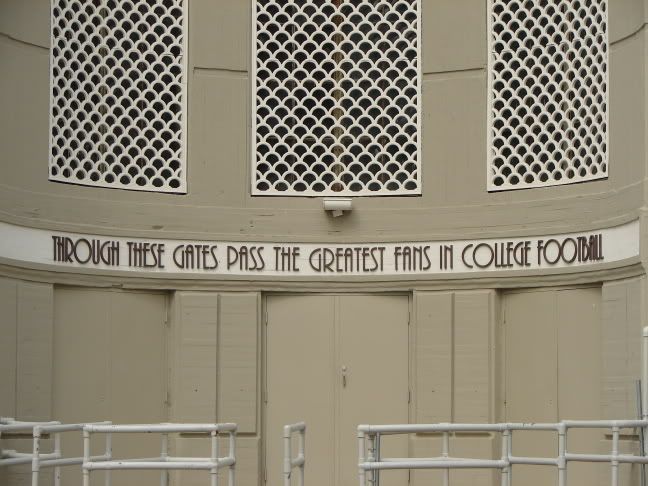 THROUGH THESE GATES PASS THE GREATEST FANS IN COLLEGE FOOTBALL